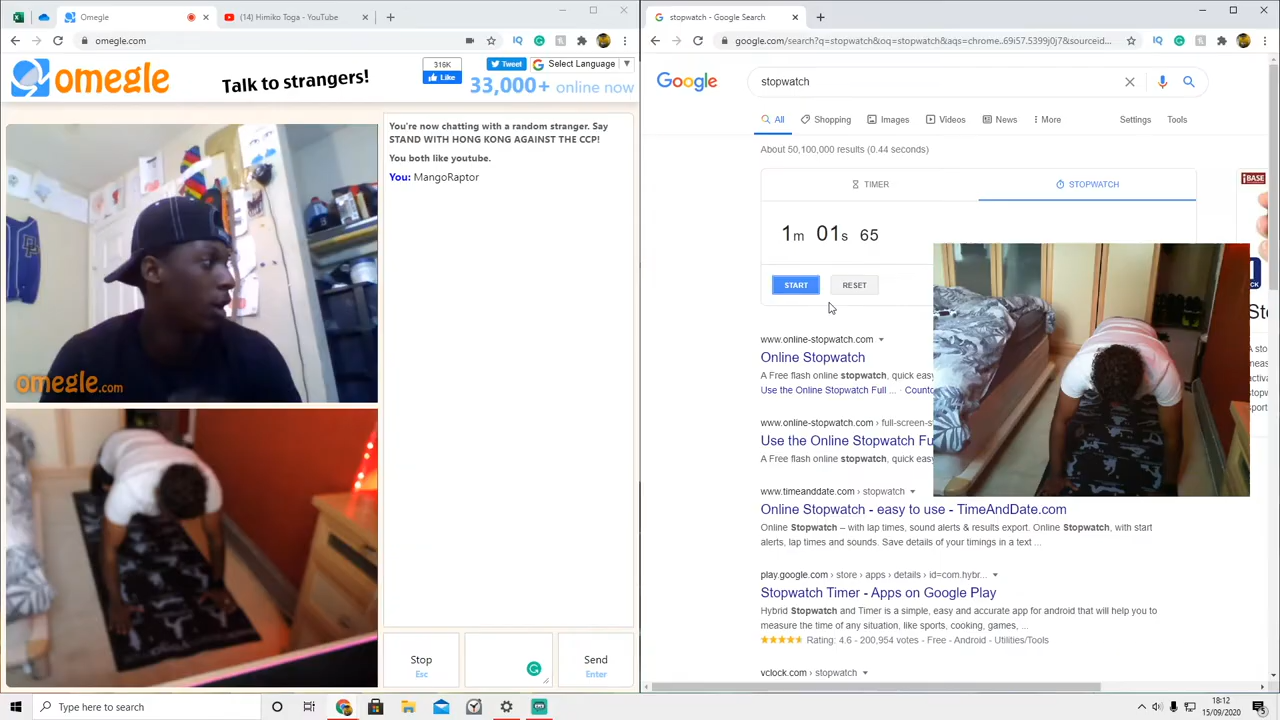 Omegle
(14) Himiko Toga - YouTube
omegle.com
omegle
Talk to strangers!
316K
Like
Tweet
Select Language
33,000+ online now
You're now chatting with a random stranger. Say
STAND WITH HONG KONG AGAINST THE CCP!
You both like youtube.
You: MangoRaptor
omegle.com
Stop
Esc
Send
Enter
stopwatch - Google Search
google.com/search?q=stopwatch&oq=stopwatch&aqs=chrome..69i57.5399j0j7&sourceid...
Google
stopwatch
All
Shopping
Images
Videos
News
More
Settings
Tools
About 50,100,000 results (0.44 seconds)
TIMER
STOPWATCH
1m 01s 65
START
RESET
iBASE
www.online-stopwatch.com
Online Stopwatch
A Free flash online stopwatch, quick easy
Use the Online Stopwatch Full ... · Countd
www.online-stopwatch.com › full-screen-s
Use the Online Stopwatch Fu
A Free flash online stopwatch, quick easy
www.timeanddate.com › stopwatch
Online Stopwatch - easy to use - TimeAndDate.com
Online Stopwatch – with lap times, sound alerts & results export. Online Stopwatch, with start
alerts, lap times and sounds. Save details of your timings in a text ...
play.google.com › store › apps › details › id=com.hybr...
Stopwatch Timer - Apps on Google Play
Hybrid Stopwatch and Timer is a simple, easy and accurate app for android that will help you to
measure the time of any situation, like sports, cooking, games, ...
Rating: 4.6 - 200,954 votes - Free - Android - Utilities/Tools
vclock.com › stopwatch
Type here to search
18:12
15/09/2020